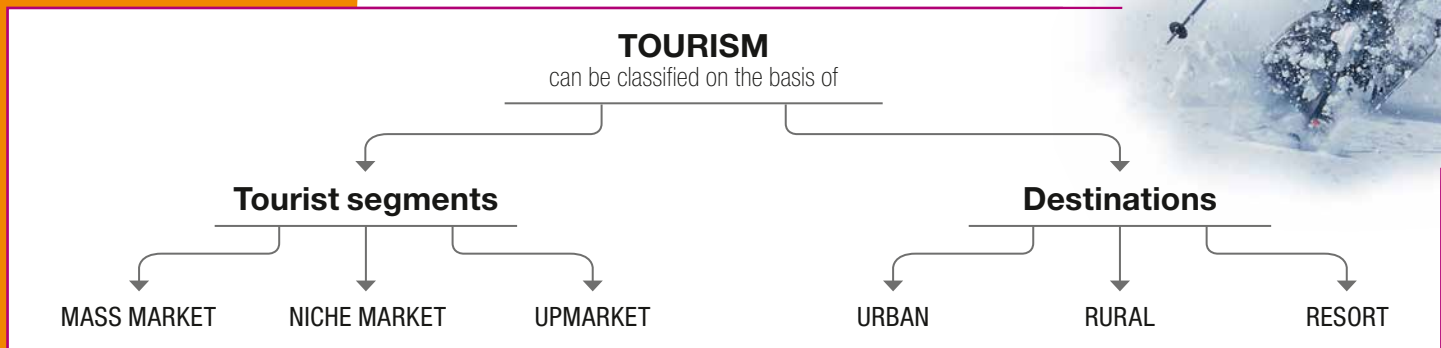 TOURISM
can be classified on the basis of
Tourist segments
Destinations
MASS MARKET
NICHE MARKET
UPMARKET
URBAN
RURAL
RESORT